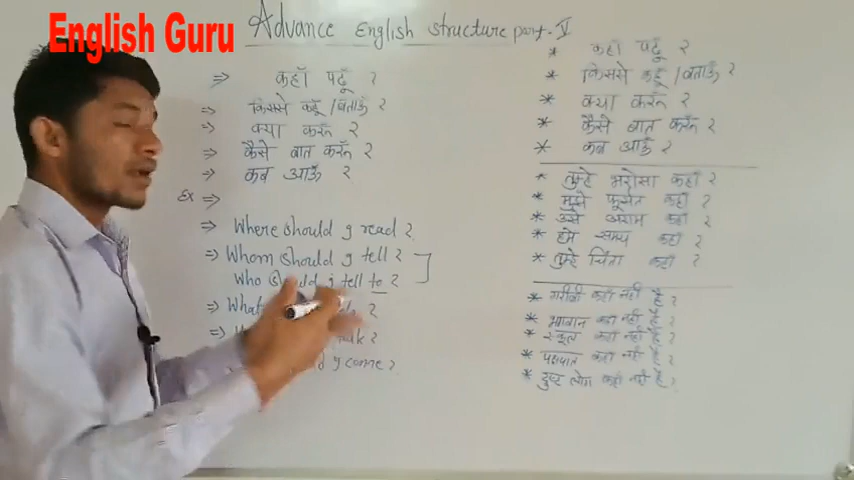 English Guru
Advance English structure part-V
⇒ कहाँ पढूँ ?
⇒ किससे कहूँ / बताऊँ ?
⇒ क्या करूँ ?
⇒ कैसे बात करूँ ?
⇒ कब आऊँ ?
Ex ⇒
⇒ Where should I read ?
⇒ Whom should I tell ?
Who should I tell to ?
⇒ What
I come ?
* कहाँ पढूँ ?
* किससे कहूँ / बताऊँ ?
* क्या करूँ ?
* कैसे बात करूँ ?
* कब आऊँ ?
* तुम्हे भरोसा कहाँ ?
* मुझे फुर्सत कहाँ ?
* उसे अराम कहाँ ?
* हमे समय कहाँ ?
* तुम्हे चिंता कहाँ ?
* गरीबी कहाँ नहीं है ?
* भगवान कहाँ नहीं है ?
* स्कूल कहाँ नहीं है ?
* पक्षपात कहाँ नहीं है ?
* दुष्ट लोग कहाँ नहीं है ?